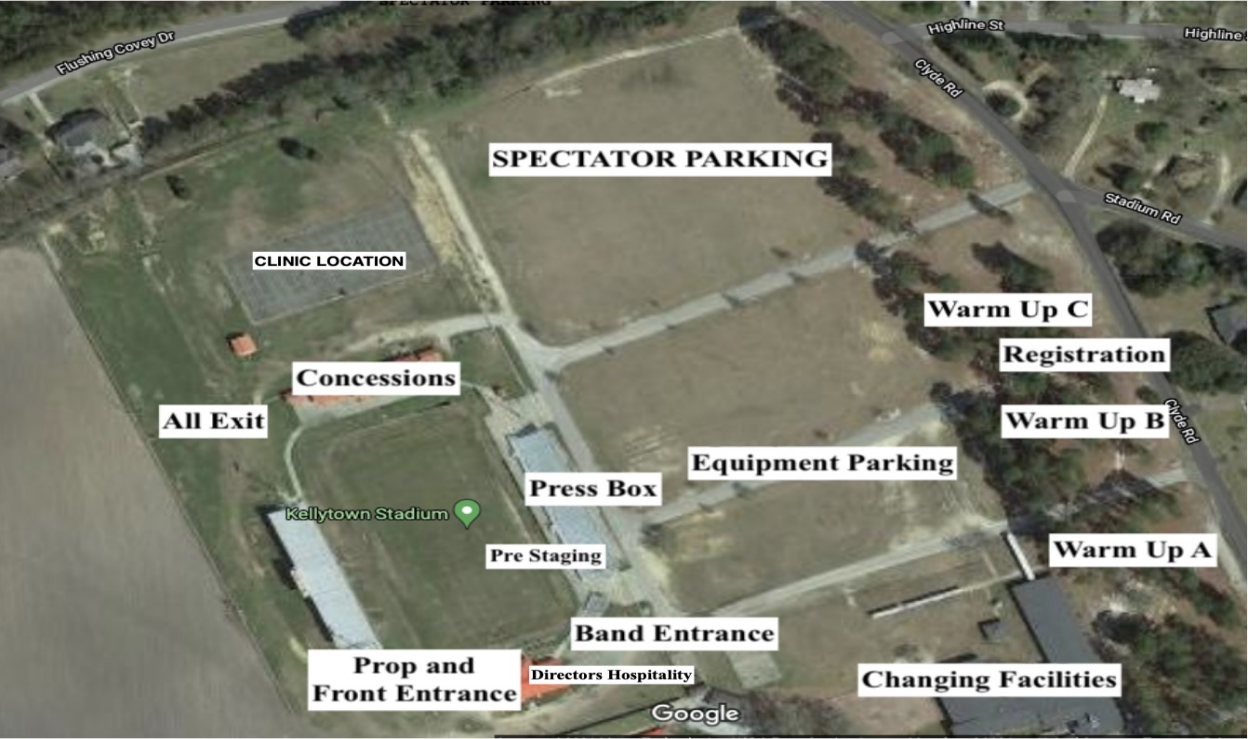 SPECTATOR PARKING
Highline St
Highline
Flushing Covey Dr
Clyde Rd
SPECTATOR PARKING
Stadium Rd
CLINIC LOCATION
Warm Up C
Registration
Concessions
All Exit
Warm Up B
Clyde Rd
Equipment Parking
Press Box
Kellytown Stadium
Pre Staging
Warm Up A
Band Entrance
Prop and
Front Entrance
Directors Hospitality
Changing Facilities
Google